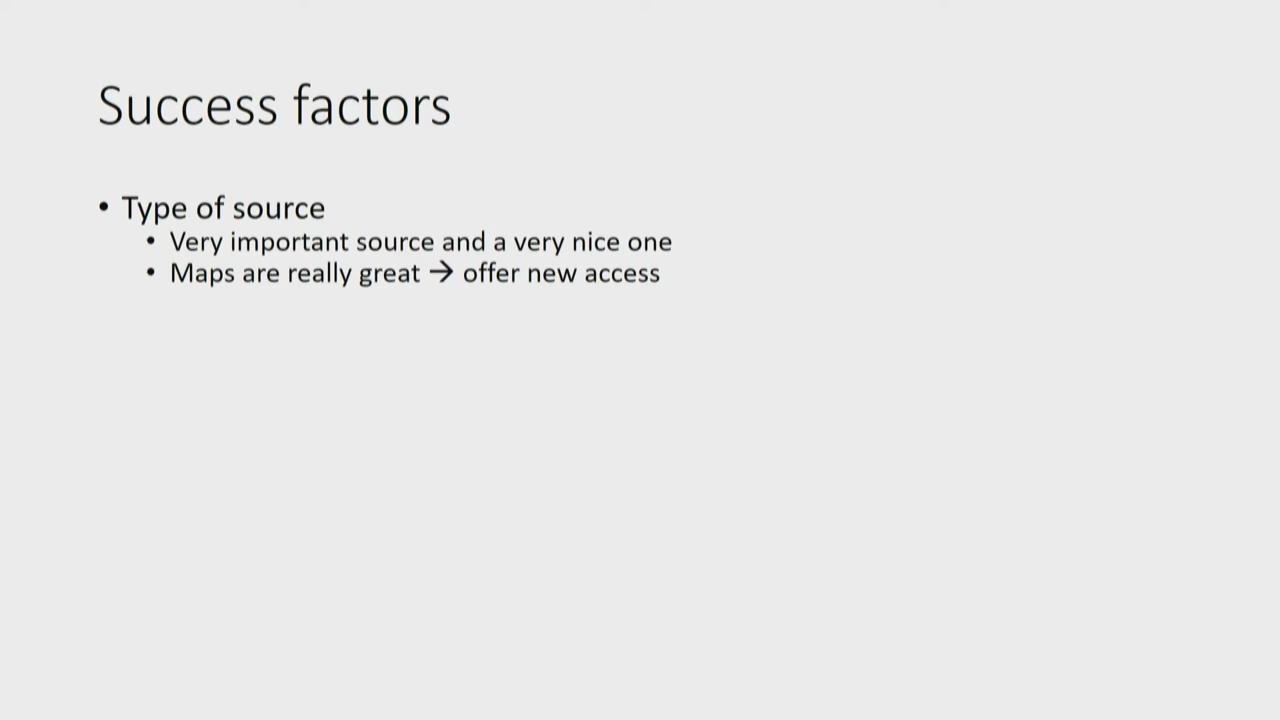 Success factors
• Type of source
• Very important source and a very nice one
• Maps are really great → offer new access